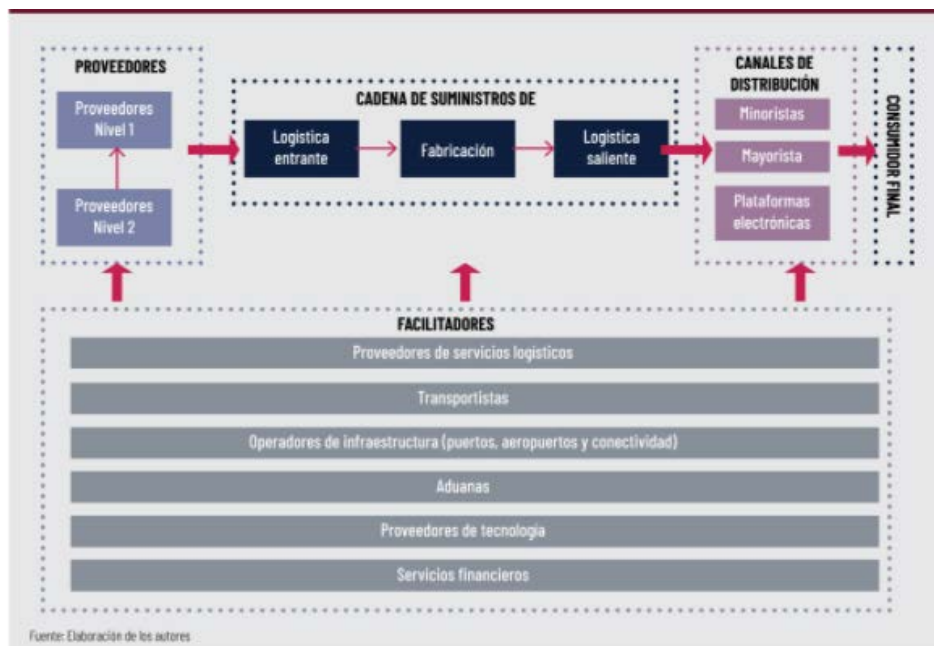 PROVEEDORES
Proveedores
Nivel 1
Proveedores
Nivel 2
CADENA DE SUMINISTROS DE
Logística
entrante
Fabricación
Logística
saliente
CANALES DE
DISTRIBUCIÓN
Minoristas
Mayorista
Plataformas
electrónicas
CONSUMIDOR FINAL
FACILITADORES
Proveedores de servicios logísticos
Transportistas
Operadores de infraestructura (puertos, aeropuertos y conectividad)
Aduanas
Proveedores de tecnología
Servicios financieros
Fuente: Elaboración de los autores